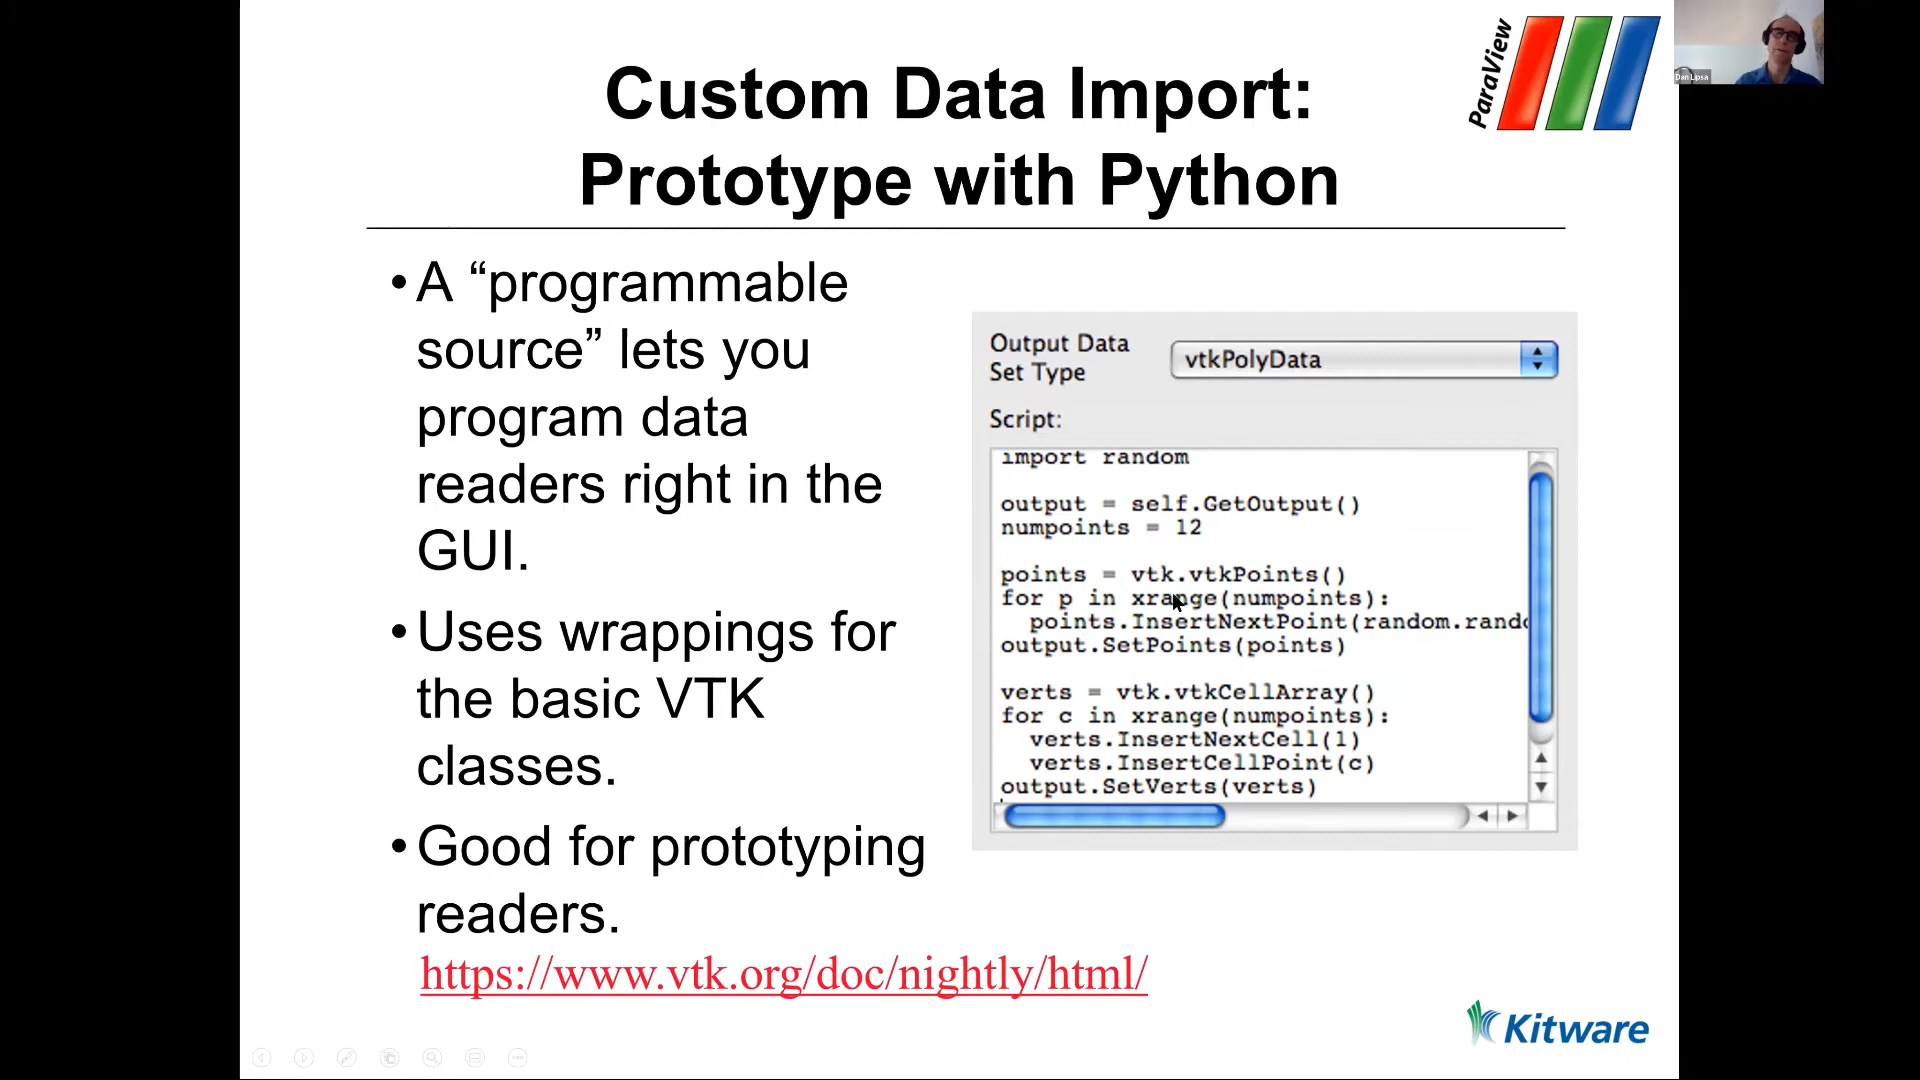 Custom Data Import:
Prototype with Python
ParaView
Dan Lipsa
•A “programmable
source” lets you
program data
readers right in the
GUI.
•Uses wrappings for
the basic VTK
classes.
•Good for prototyping
readers.
https://www.vtk.org/doc/nightly/html/
Output Data
Set Type
vtkPolyData
Script:
import random
output = self.GetOutput()
numpoints = 12
points = vtk.vtkPoints()
for p in xrange(numpoints):
points.InsertNextPoint(random.rando
output.SetPoints(points)
verts = vtk.vtkCellArray()
for c in xrange(numpoints):
verts.InsertNextCell(1)
verts.InsertCellPoint(c)
output.SetVerts(verts)
Kitware